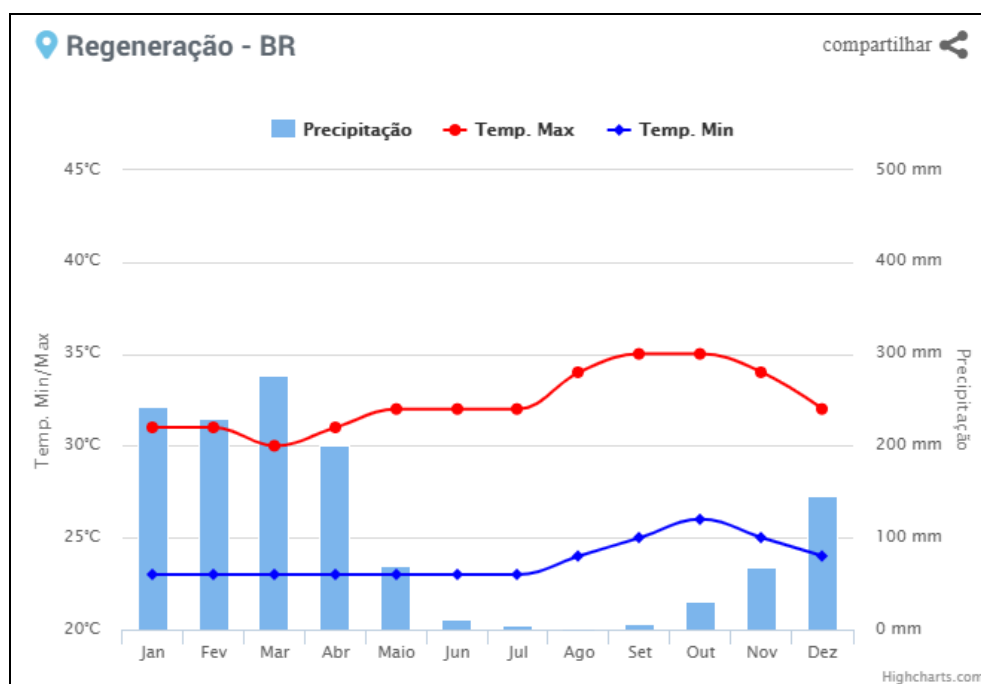 Regeneração - BR
compartilhar
Precipitação
Temp. Max
Temp. Min
45°C
500 mm
40°C
400 mm
35°C
300 mm
30°C
200 mm
25°C
100 mm
20°C
0 mm
Temp. Min/Max
Precipitação
Jan Fev Mar Abr Maio Jun Jul Ago Set Out Nov Dez
Highcharts.com